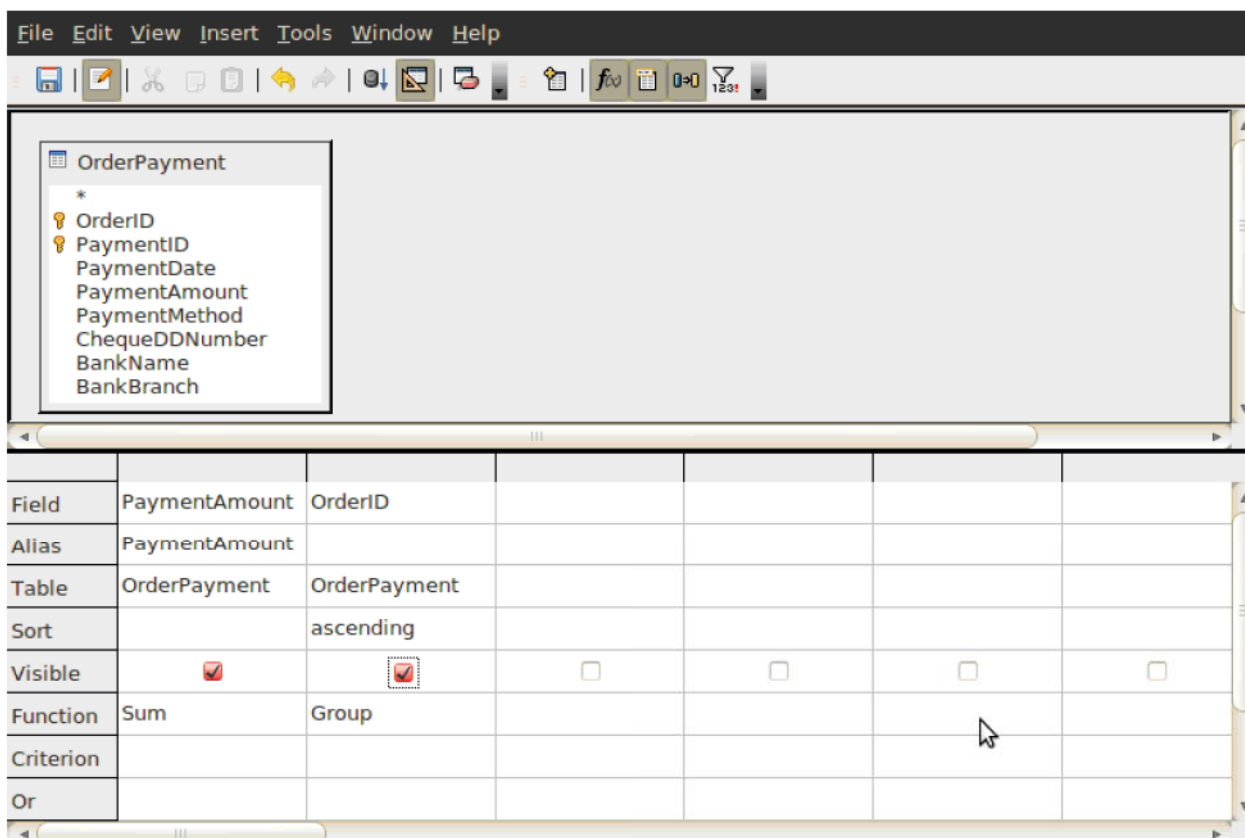 File Edit View Insert Tools Window Help
f(x) 123!
OrderPayment
*
OrderID
PaymentID
PaymentDate
PaymentAmount
PaymentMethod
ChequeDDNumber
BankName
BankBranch
Field PaymentAmount OrderID
Alias PaymentAmount
Table OrderPayment OrderPayment
Sort ascending
Visible
Function Sum Group
Criterion
Or